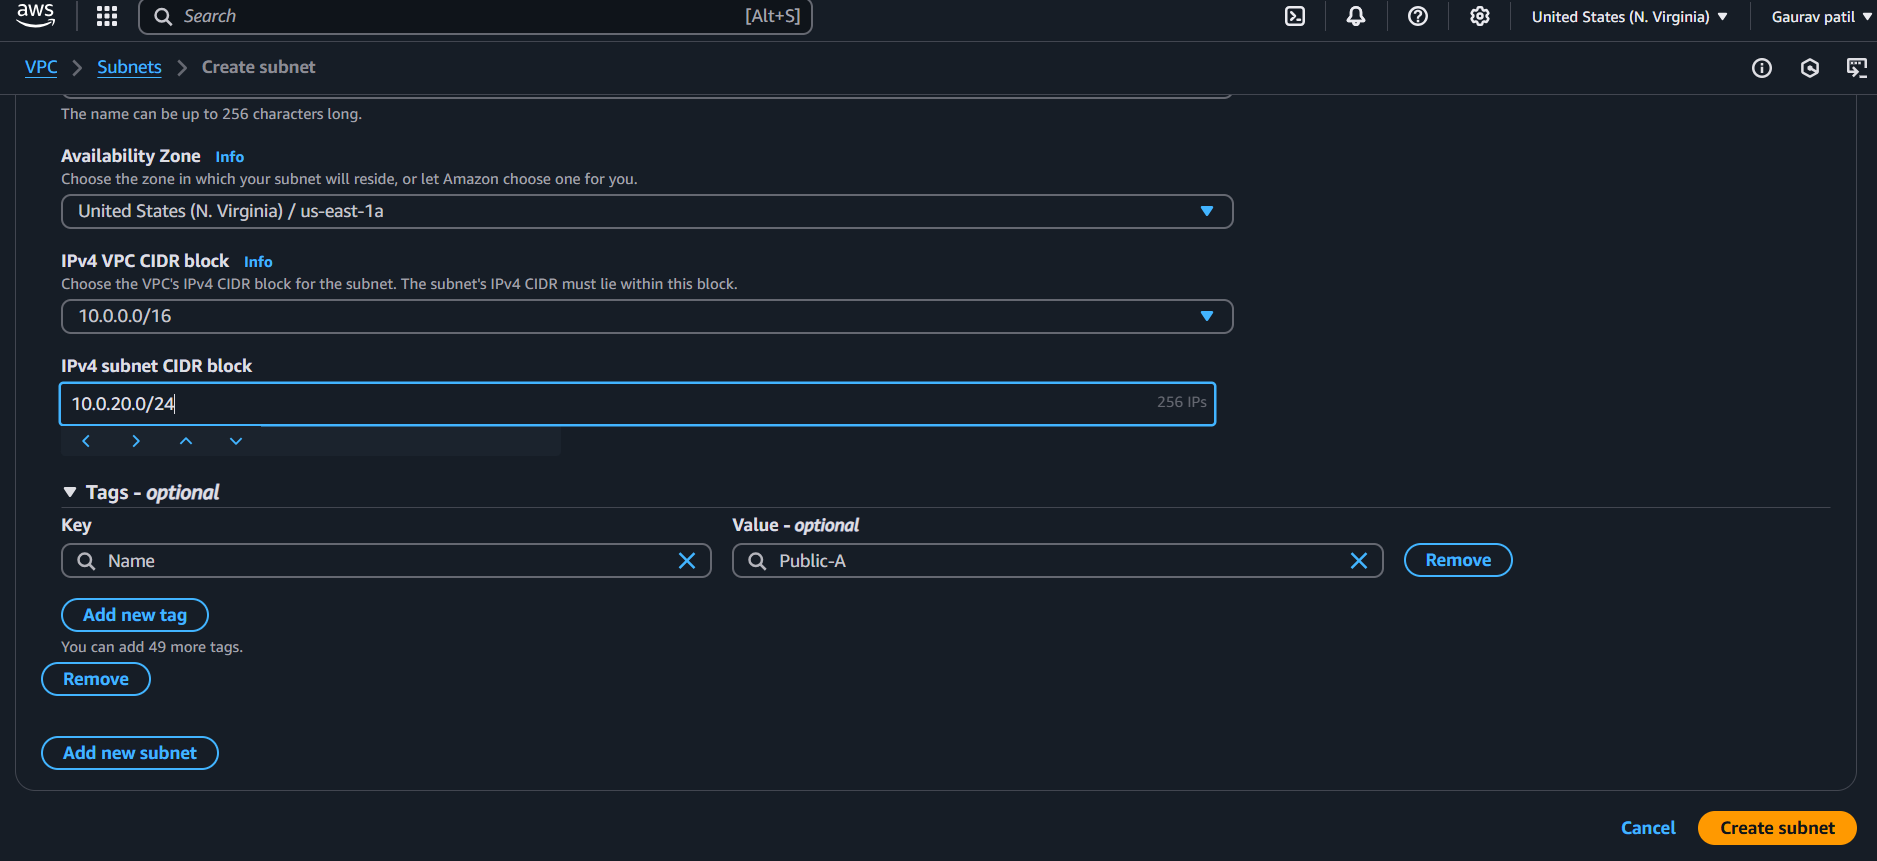 aws
Search [Alt+S]
United States (N. Virginia) Gaurav patil
VPC Subnets Create subnet
The name can be up to 256 characters long.
Availability Zone Info
Choose the zone in which your subnet will reside, or let Amazon choose one for you.
United States (N. Virginia) / us-east-1a
IPv4 VPC CIDR block Info
Choose the VPC's IPv4 CIDR block for the subnet. The subnet's IPv4 CIDR must lie within this block.
10.0.0.0/16
IPv4 subnet CIDR block
10.0.20.0/24 256 IPs
Tags - optional
Key Value - optional
Name Public-A Remove
Add new tag
You can add 49 more tags.
Remove
Add new subnet
Cancel Create subnet